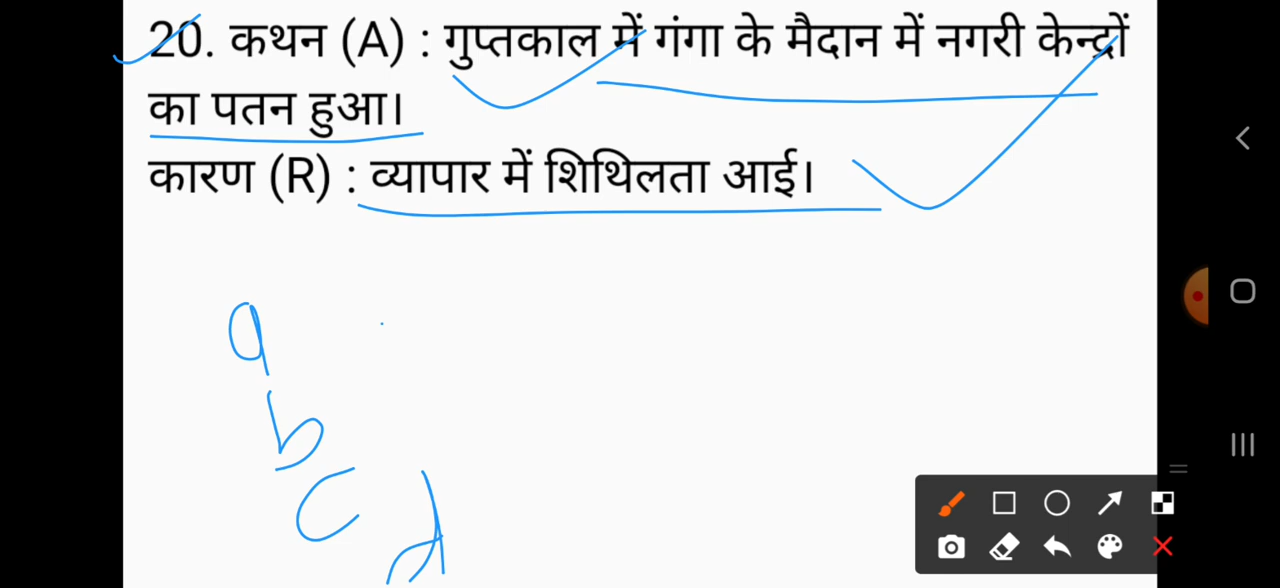 20. कथन (A) : गुप्तकाल में गंगा के मैदान में नगरी केन्द्रों
का पतन हुआ।
कारण (R) : व्यापार में शिथिलता आई।
a
b
c
d